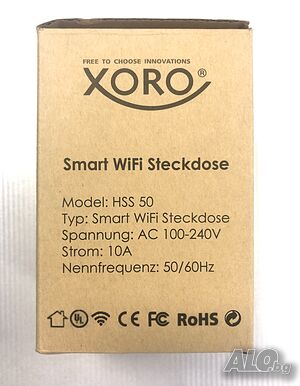 FREE TO CHOOSE INNOVATIONS
XORO®
Smart WiFi Steckdose
Model: HSS 50
Typ: Smart WiFi Steckdose
Spannung: AC 100-240V
Strom: 10A
Nennfrequenz: 50/60Hz
UL CE FC RoHS
ALO.bg